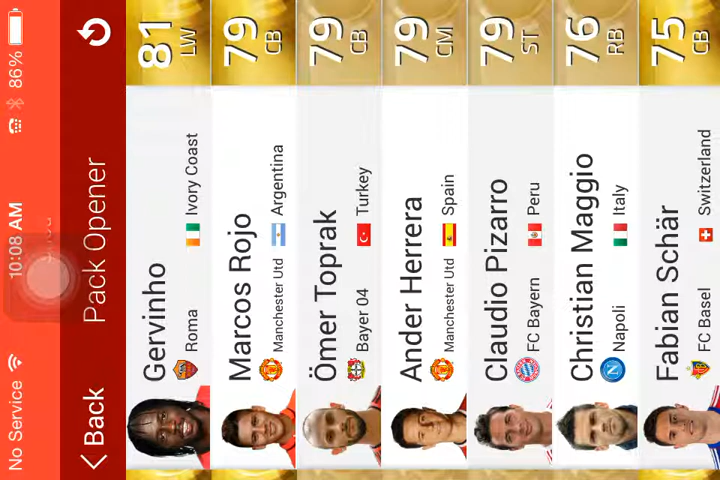 No Service 10:08 AM 86%
Back Pack Opener
Gervinho
Roma Ivory Coast
81
LW
Marcos Rojo
Manchester Utd Argentina
79
CB
Ömer Toprak
Bayer 04 Turkey
79
CB
Ander Herrera
Manchester Utd Spain
79
CM
Claudio Pizarro
FC Bayern Peru
79
ST
Christian Maggio
Napoli Italy
76
RB
Fabian Schär
FC Basel Switzerland
75
CB